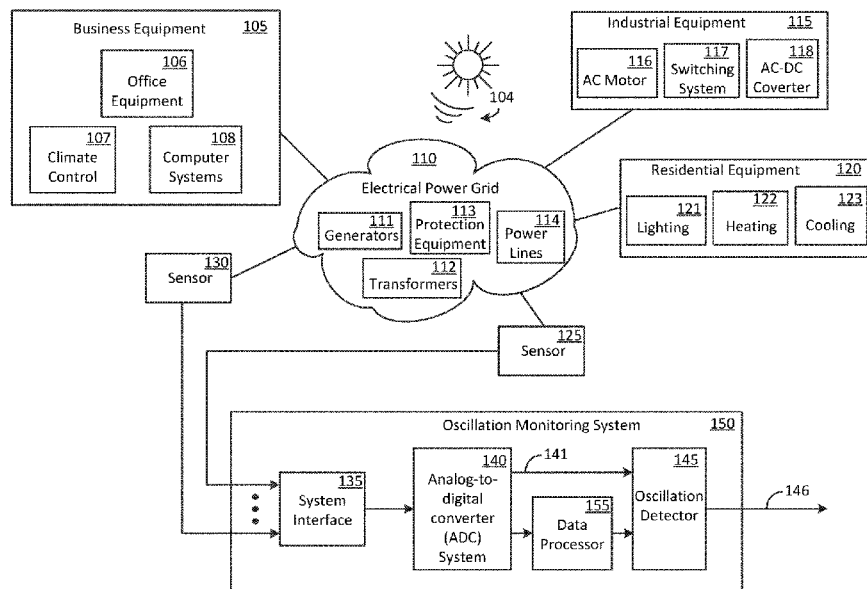 Business Equipment 105
106
Office
Equipment
107
Climate
Control
108
Computer
Systems
104
Industrial Equipment 115
116
AC Motor
117
Switching
System
118
AC-DC
Coverter
110
Electrical Power Grid
111
Generators
113
Protection
Equipment
114
Power
Lines
112
Transformers
Residential Equipment 120
121
Lighting
122
Heating
123
Cooling
130
Sensor
125
Sensor
Oscillation Monitoring System 150
135
System
Interface
140
Analog-to-
digital
converter
(ADC)
System
141
155
Data
Processor
145
Oscillation
Detector
146